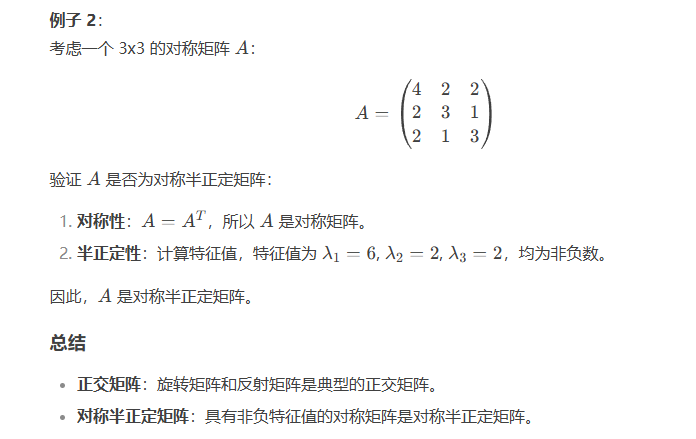 例子 2：
考虑一个 3x3 的对称矩阵 A：
A = \begin{pmatrix} 4 & 2 & 2 \\ 2 & 3 & 1 \\ 2 & 1 & 3 \end{pmatrix}
验证 A 是否为对称半正定矩阵：
1. 对称性：A = A^T，所以 A 是对称矩阵。
2. 半正定性：计算特征值，特征值为 λ₁ = 6, λ₂ = 2, λ₃ = 2，均为非负数。
因此，A 是对称半正定矩阵。
总结
• 正交矩阵：旋转矩阵和反射矩阵是典型的正交矩阵。
• 对称半正定矩阵：具有非负特征值的对称矩阵是对称半正定矩阵。